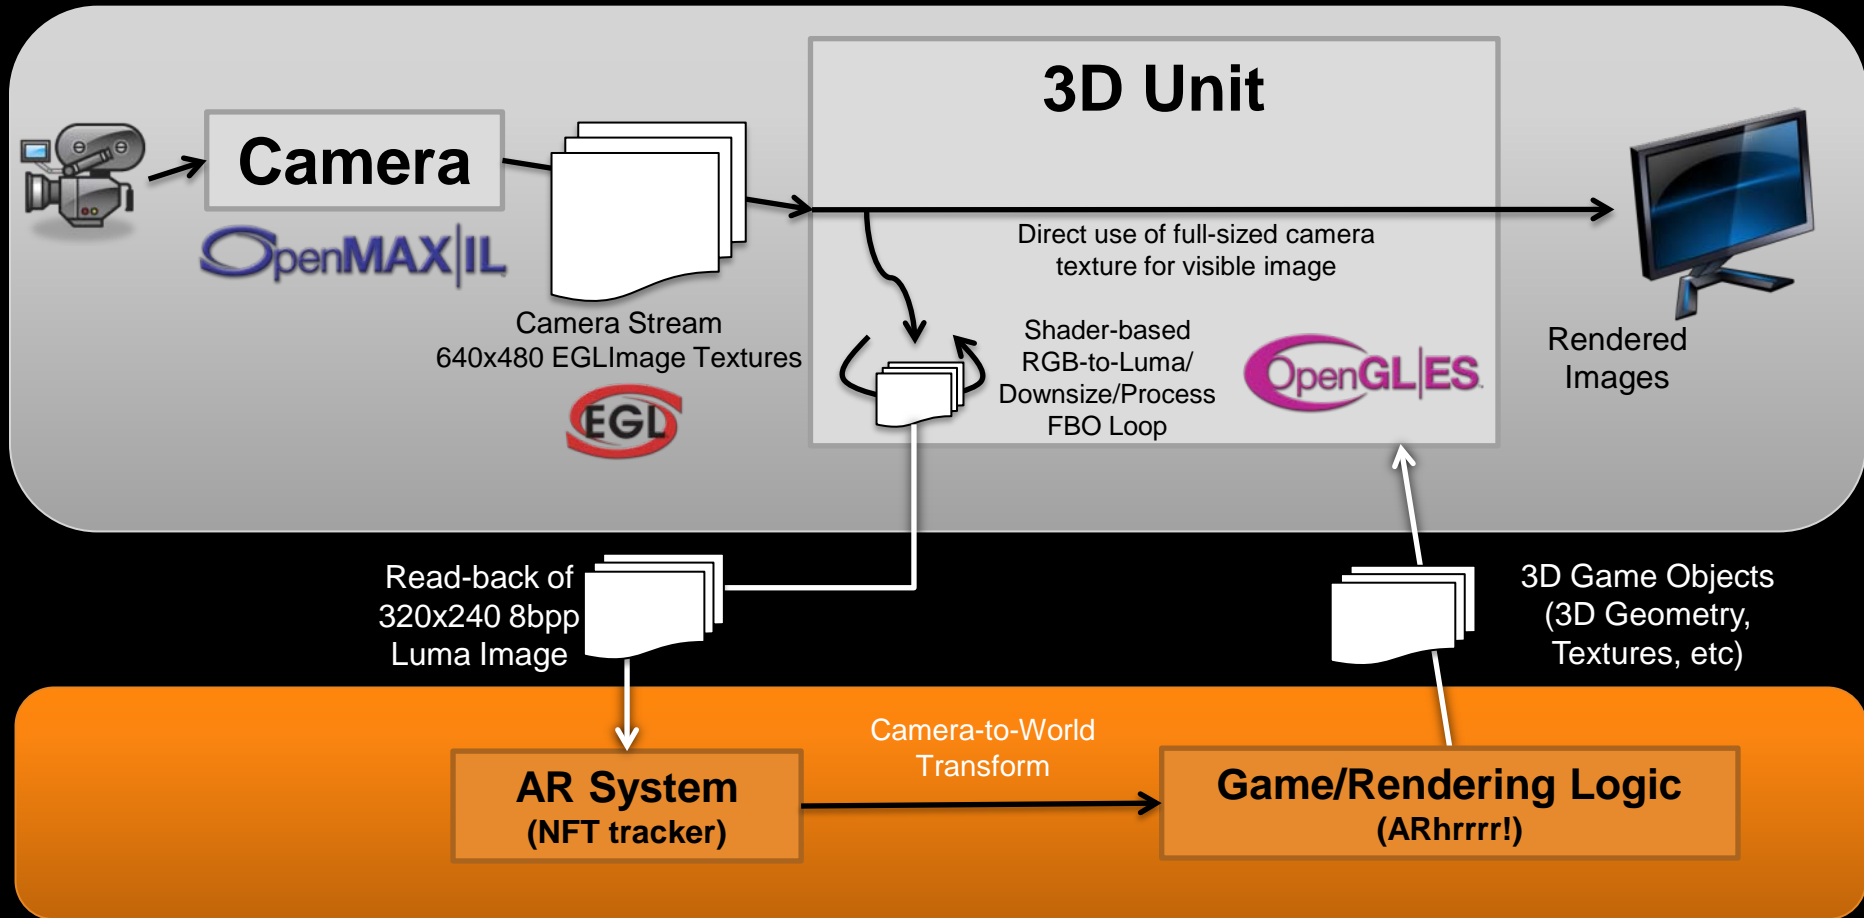 3D Unit
Camera
OpenMAX|IL
Direct use of full-sized camera
texture for visible image
Camera Stream
640x480 EGLImage Textures
EGL
Shader-based
RGB-to-Luma/
Downsize/Process
FBO Loop
OpenGL|ES
Rendered
Images
Read-back of
320x240 8bpp
Luma Image
3D Game Objects
(3D Geometry,
Textures, etc)
Camera-to-World
Transform
AR System
(NFT tracker)
Game/Rendering Logic
(ARhrrrr!)